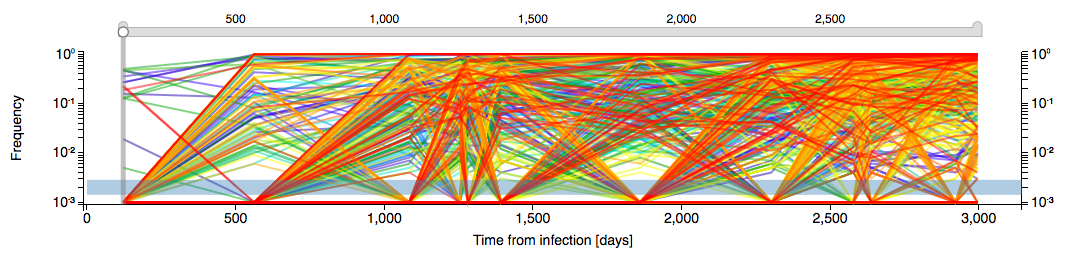 500 1,000 1,500 2,000 2,500
10⁰ 10⁰
10⁻¹ 10⁻¹
Frequency
10⁻² 10⁻²
10⁻³ 10⁻³
0 500 1,000 1,500 2,000 2,500 3,000
Time from infection [days]